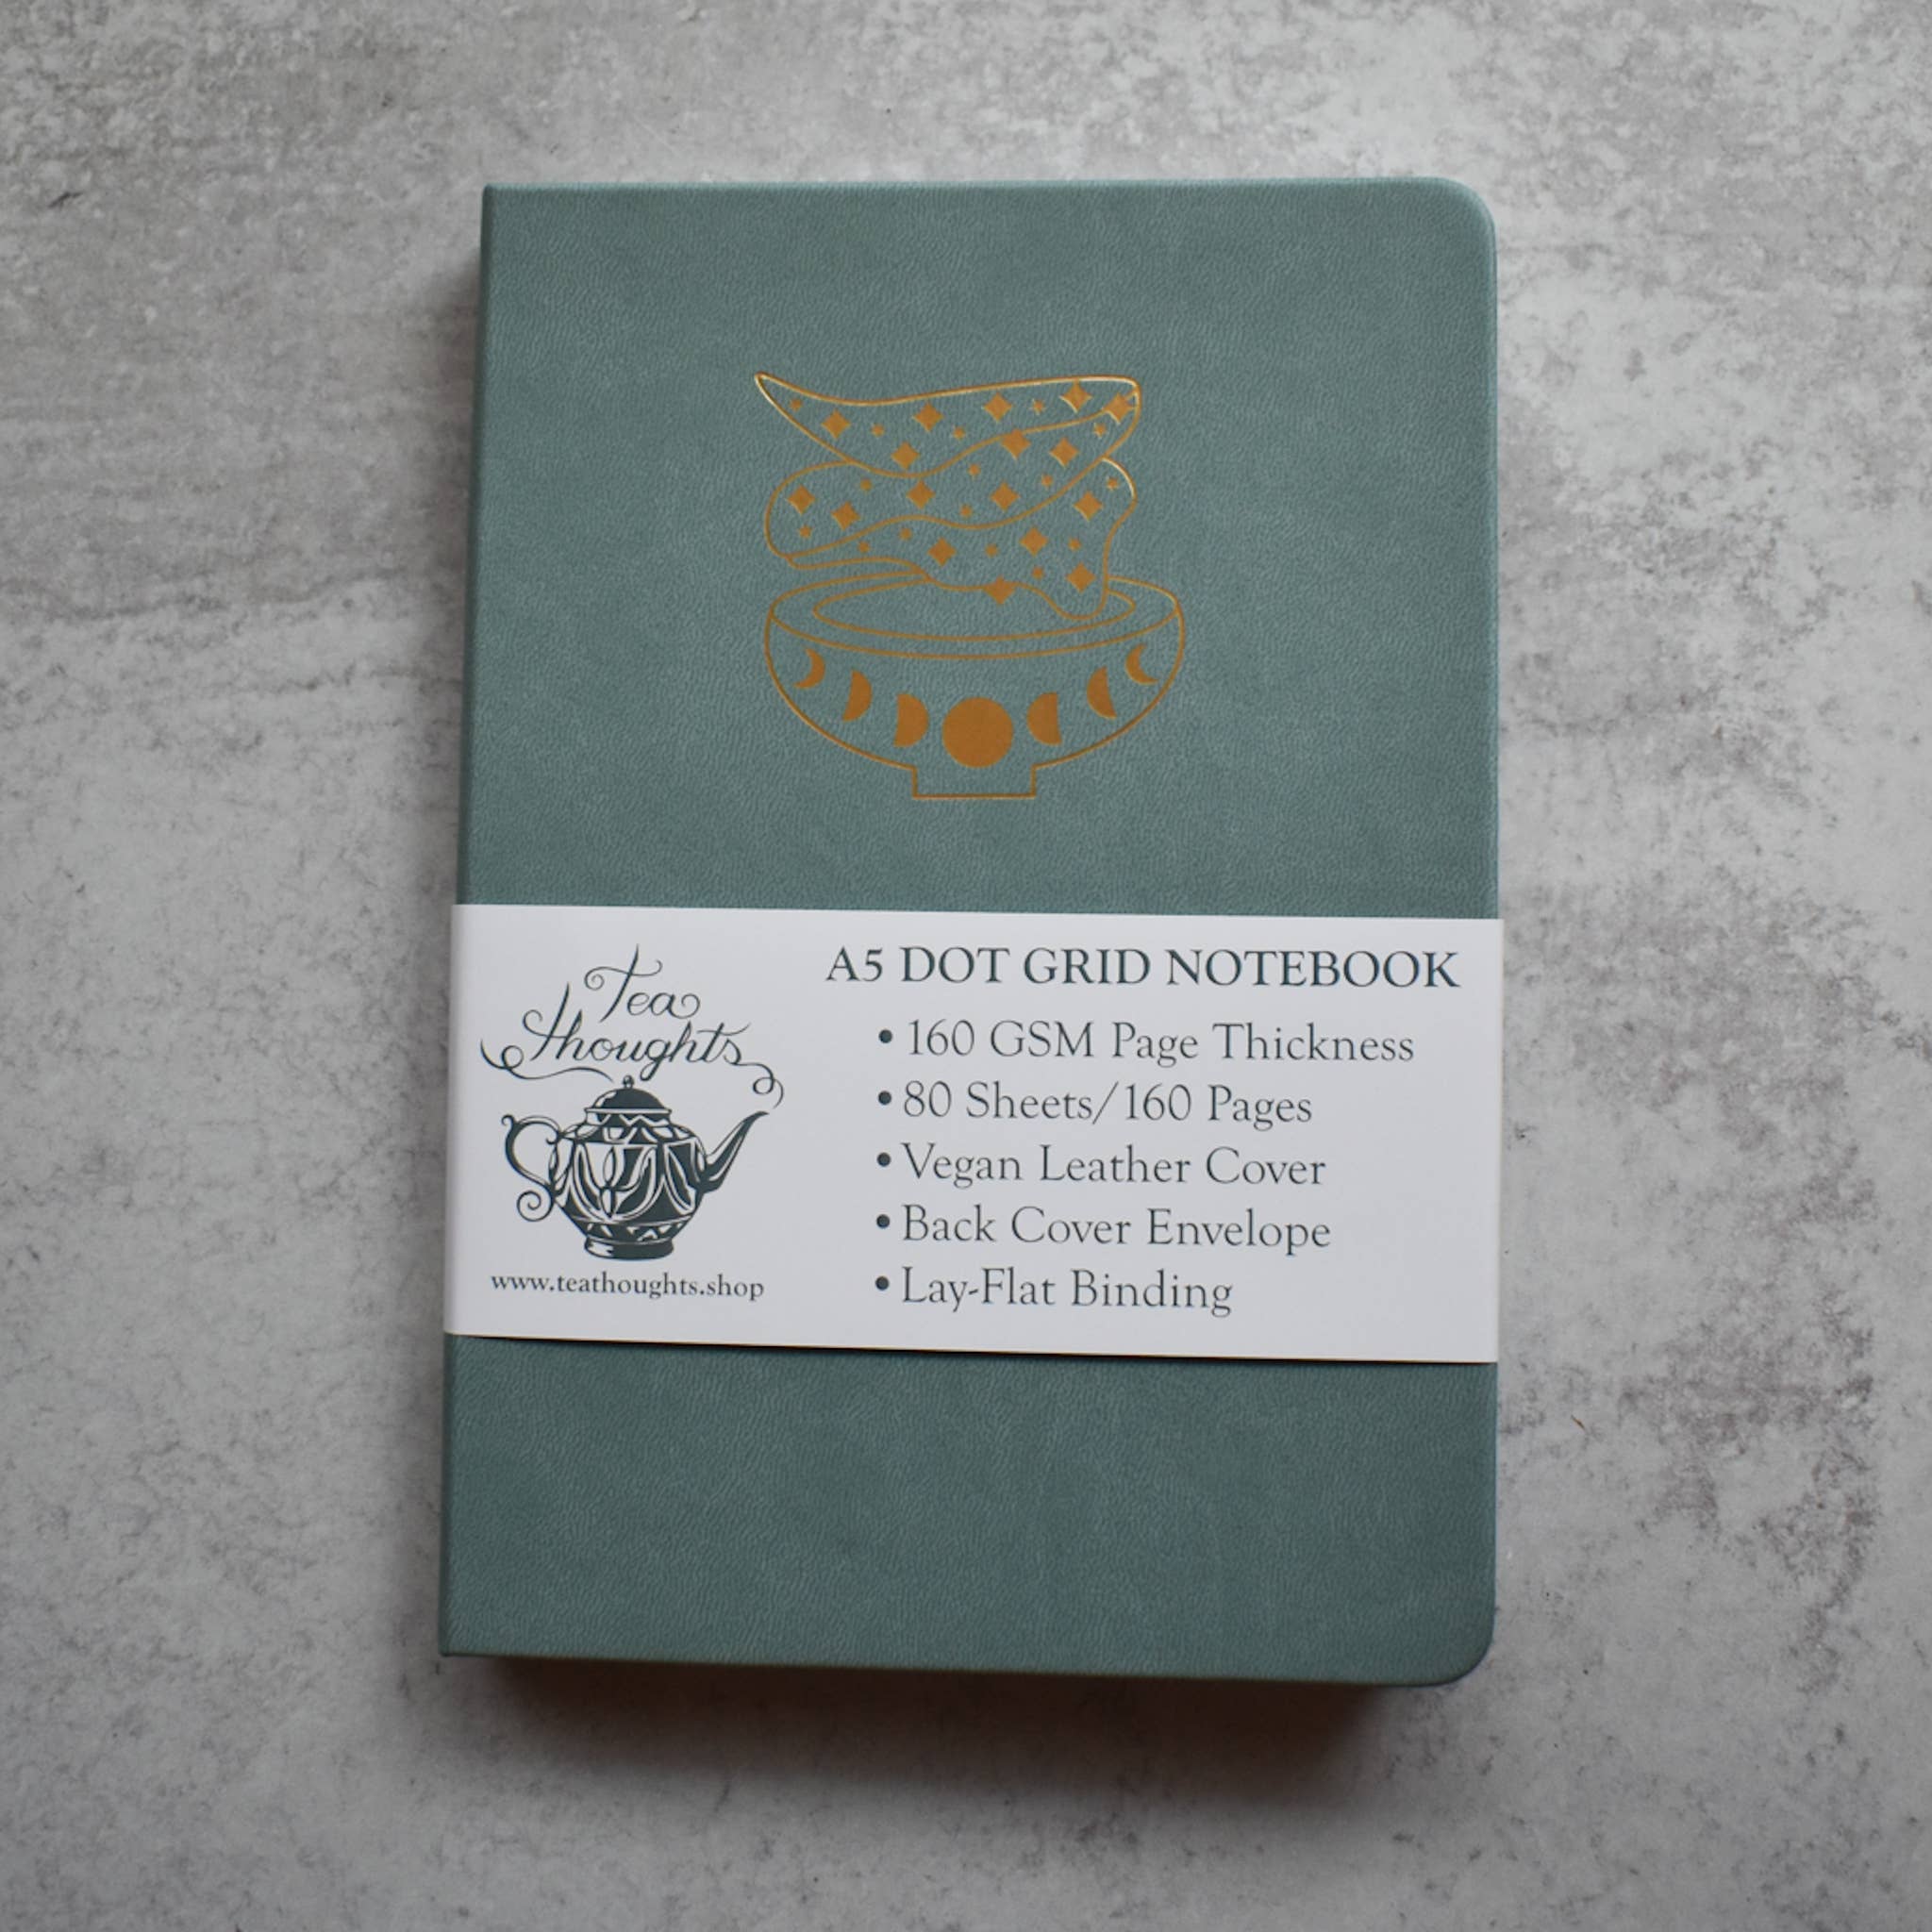 Tea
Thoughts
www.teathoughts.shop
A5 DOT GRID NOTEBOOK
• 160 GSM Page Thickness
• 80 Sheets/160 Pages
• Vegan Leather Cover
• Back Cover Envelope
• Lay-Flat Binding